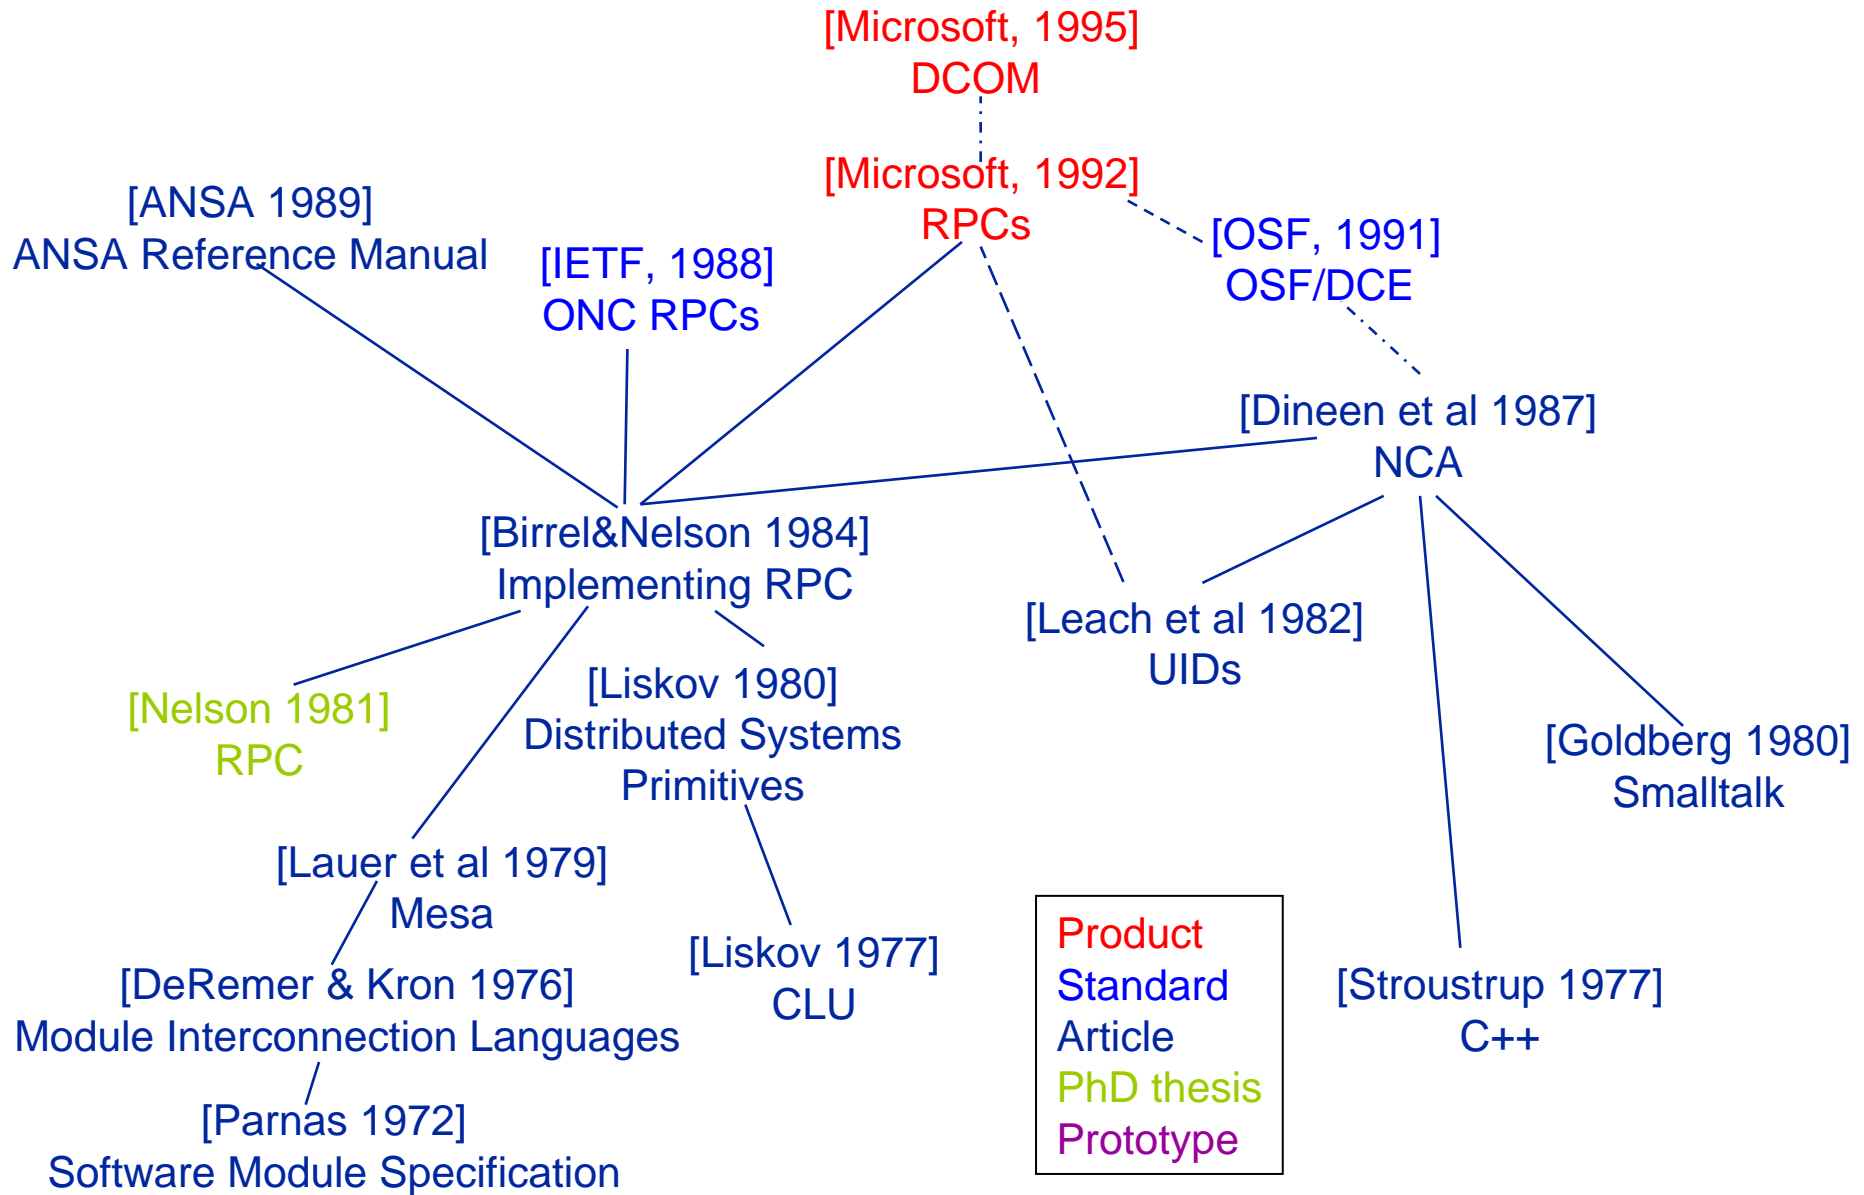 [Microsoft, 1995]
DCOM
[Microsoft, 1992]
RPCs
[ANSA 1989]
ANSA Reference Manual
[IETF, 1988]
ONC RPCs
[OSF, 1991]
OSF/DCE
[Dineen et al 1987]
NCA
[Birrel&Nelson 1984]
Implementing RPC
[Leach et al 1982]
UIDs
[Nelson 1981]
RPC
[Liskov 1980]
Distributed Systems
Primitives
[Goldberg 1980]
Smalltalk
[Lauer et al 1979]
Mesa
[Liskov 1977]
CLU
[DeRemer & Kron 1976]
Module Interconnection Languages
[Stroustrup 1977]
C++
[Parnas 1972]
Software Module Specification
Product
Standard
Article
PhD thesis
Prototype